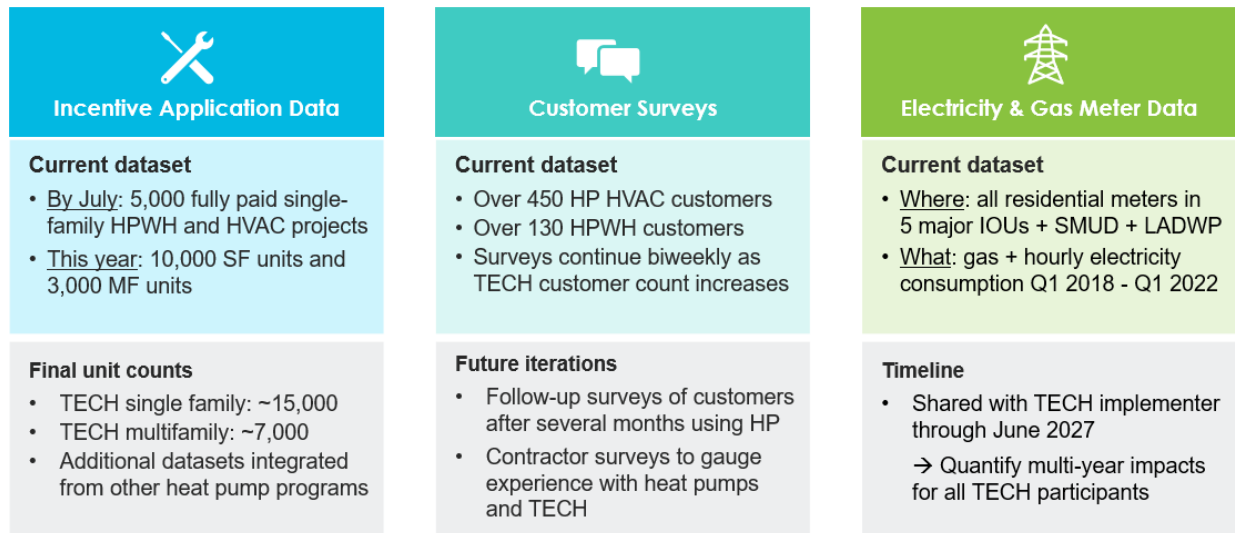 Incentive Application Data
Current dataset
• By July: 5,000 fully paid single-
family HPWH and HVAC projects
• This year: 10,000 SF units and
3,000 MF units
Final unit counts
• TECH single family: ~15,000
• TECH multifamily: ~7,000
• Additional datasets integrated
from other heat pump programs
Customer Surveys
Current dataset
• Over 450 HP HVAC customers
• Over 130 HPWH customers
• Surveys continue biweekly as
TECH customer count increases
Future iterations
• Follow-up surveys of customers
after several months using HP
• Contractor surveys to gauge
experience with heat pumps
and TECH
Electricity & Gas Meter Data
Current dataset
• Where: all residential meters in
5 major IOUs + SMUD + LADWP
• What: gas + hourly electricity
consumption Q1 2018 - Q1 2022
Timeline
• Shared with TECH implementer
through June 2027
→ Quantify multi-year impacts
for all TECH participants